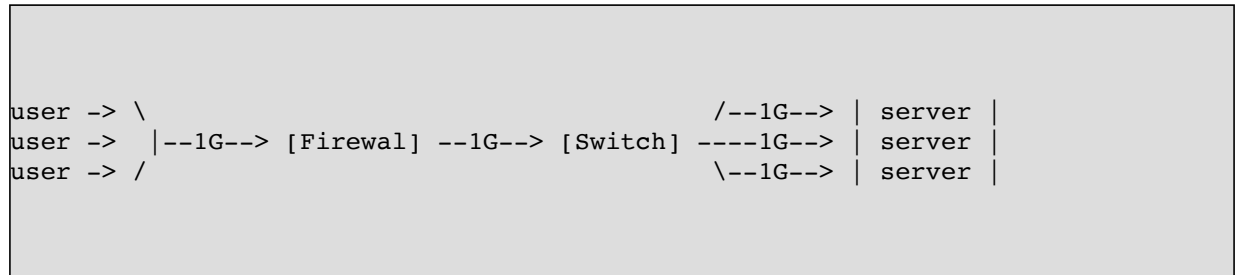 user -> \                                     /--1G--> | server |
user ->  |--1G--> [Firewal] --1G--> [Switch] ----1G--> | server |
user -> /                                     \--1G--> | server |